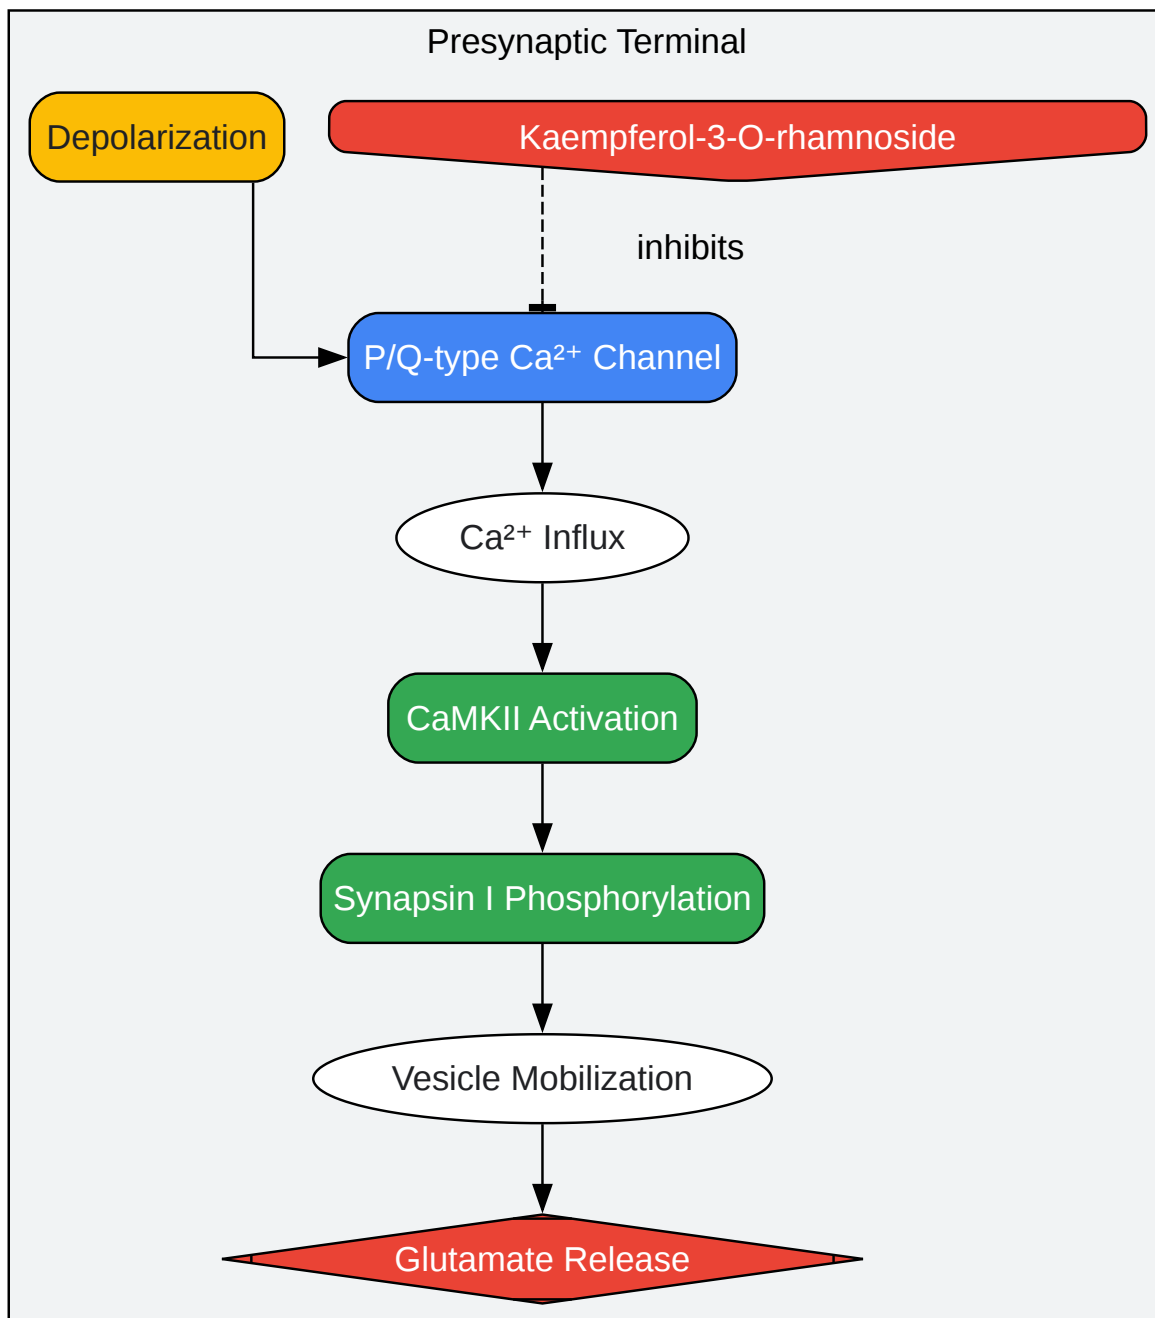 Presynaptic Terminal
Depolarization
Kaempferol-3-O-rhamnoside
inhibits
P/Q-type Ca²⁺ Channel
Ca²⁺ Influx
CaMKII Activation
Synapsin I Phosphorylation
Vesicle Mobilization
Glutamate Release